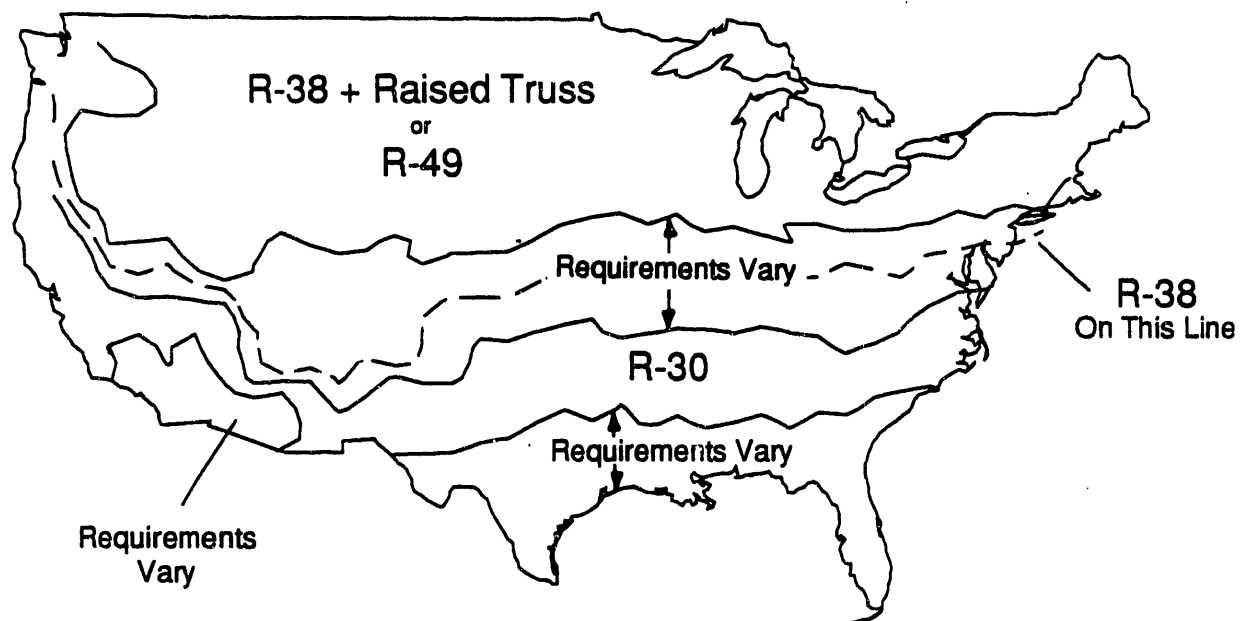 R-38 + Raised Truss
or
R-49
Requirements Vary
R-38
On This Line
R-30
Requirements Vary
Requirements
Vary